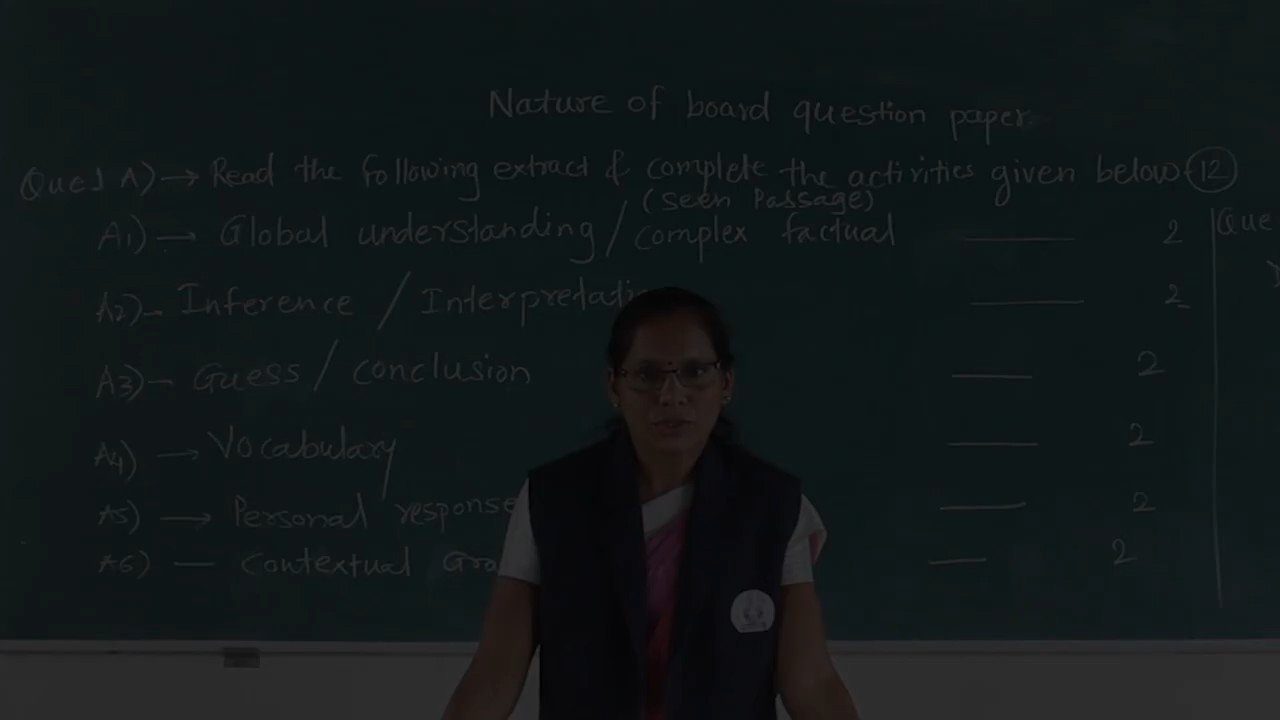 Nature of board question paper.
Que 1 A) → Read the following extract & complete the activities given below (12)
(Seen Passage)
A1) → Global understanding / complex factual — 2
A2) – Inference / Interpretatio — 2
A3) – Guess / conclusion — 2
A4) → Vocabulary — 2
A5) → Personal response — 2
A6) — Contextual Gra — 2
Que